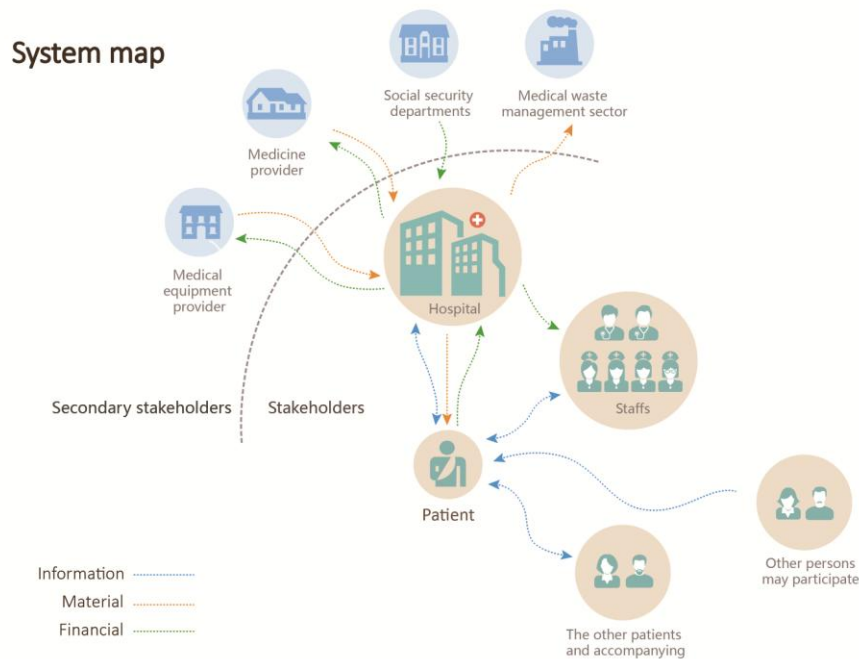 System map
Social security
departments
Medical waste
management sector
Medicine
provider
Medical
equipment
provider
Hospital
Secondary stakeholders
Stakeholders
Staffs
Patient
Other persons
may participate
The other patients
and accompanying
Information
Material
Financial